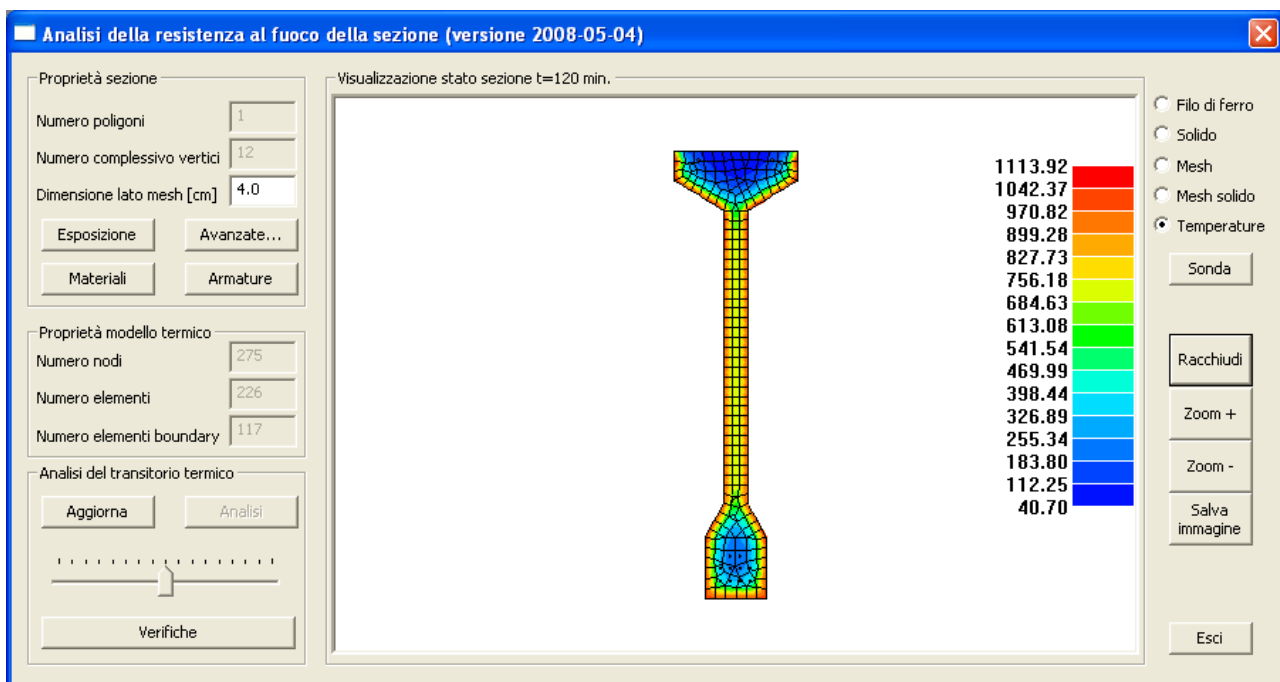 Analisi della resistenza al fuoco della sezione (versione 2008-05-04)
Proprietà sezione
Numero poligoni 1
Numero complessivo vertici 12
Dimensione lato mesh [cm] 4.0
Esposizione Avanzate...
Materiali Armature
Proprietà modello termico
Numero nodi 275
Numero elementi 226
Numero elementi boundary 117
Analisi del transitorio termico
Aggiorna Analisi
Verifiche
Visualizzazione stato sezione t=120 min.
1113.92
1042.37
970.82
899.28
827.73
756.18
684.63
613.08
541.54
469.99
398.44
326.89
255.34
183.80
112.25
40.70
Filo di ferro
Solido
Mesh
Mesh solido
Temperature
Sonda
Racchiudi
Zoom +
Zoom -
Salva
immagine
Esci